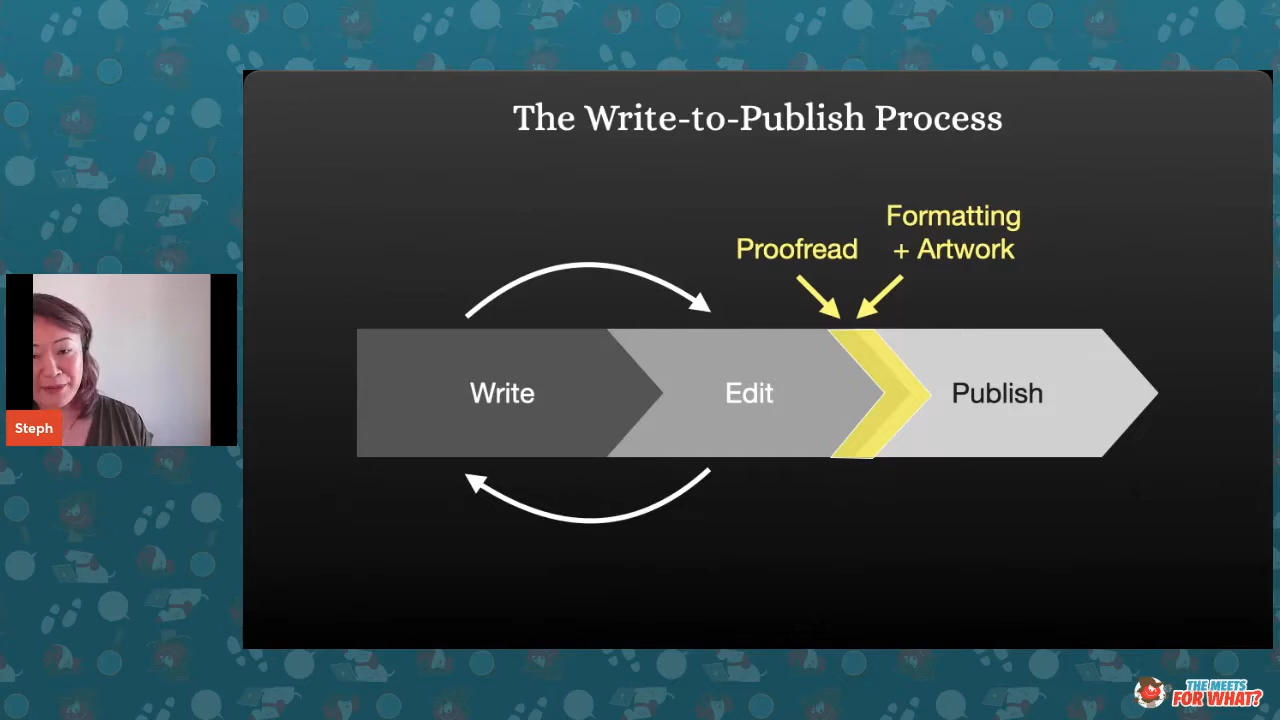 The Write-to-Publish Process
Formatting
Proofread + Artwork
Write Edit Publish
Steph
THE MEETS
FOR WHAT?